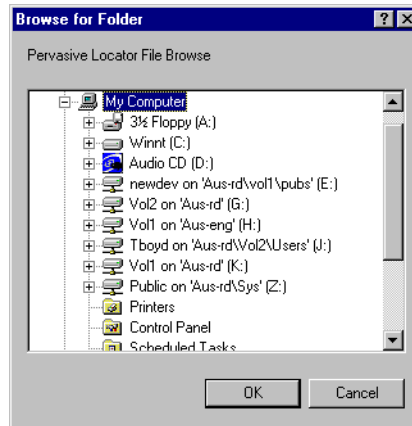 Browse for Folder
Pervasive Locator File Browse
My Computer
3½ Floppy (A:)
Winnt (C:)
Audio CD (D:)
newdev on 'Aus-rd\vol1\pubs' (E:)
Vol2 on 'Aus-rd' (G:)
Vol1 on 'Aus-eng' (H:)
Tboyd on 'Aus-rd\Vol2\Users' (J:)
Vol1 on 'Aus-rd' (K:)
Public on 'Aus-rd\Sys' (Z:)
Printers
Control Panel
Scheduled Tasks
OK
Cancel